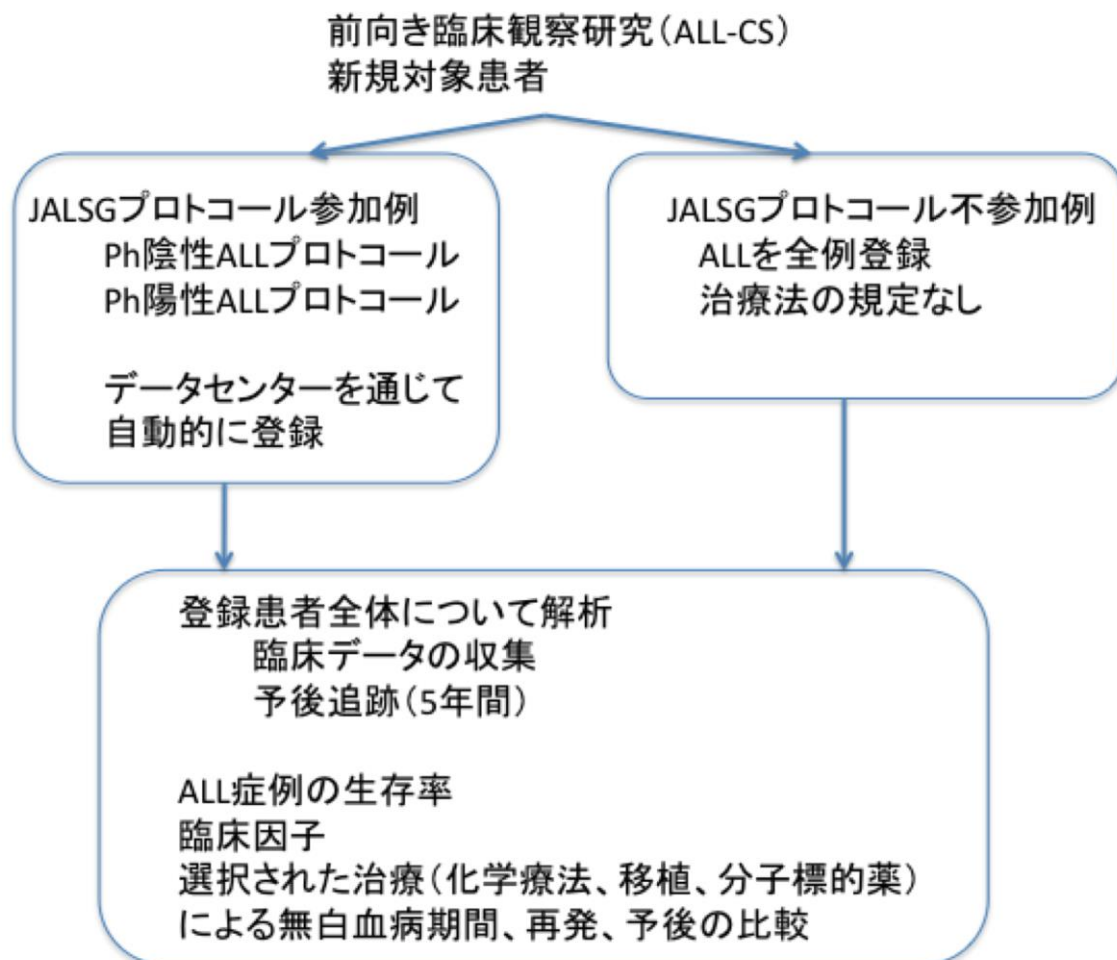 前向き臨床観察研究(ALL-CS)
新規対象患者
JALSGプロトコール参加例
Ph陰性ALLプロトコール
Ph陽性ALLプロトコール
データセンターを通じて
自動的に登録
JALSGプロトコール不参加例
ALLを全例登録
治療法の規定なし
登録患者全体について解析
臨床データの収集
予後追跡(5年間)
ALL症例の生存率
臨床因子
選択された治療(化学療法、移植、分子標的薬)
による無白血病期間、再発、予後の比較